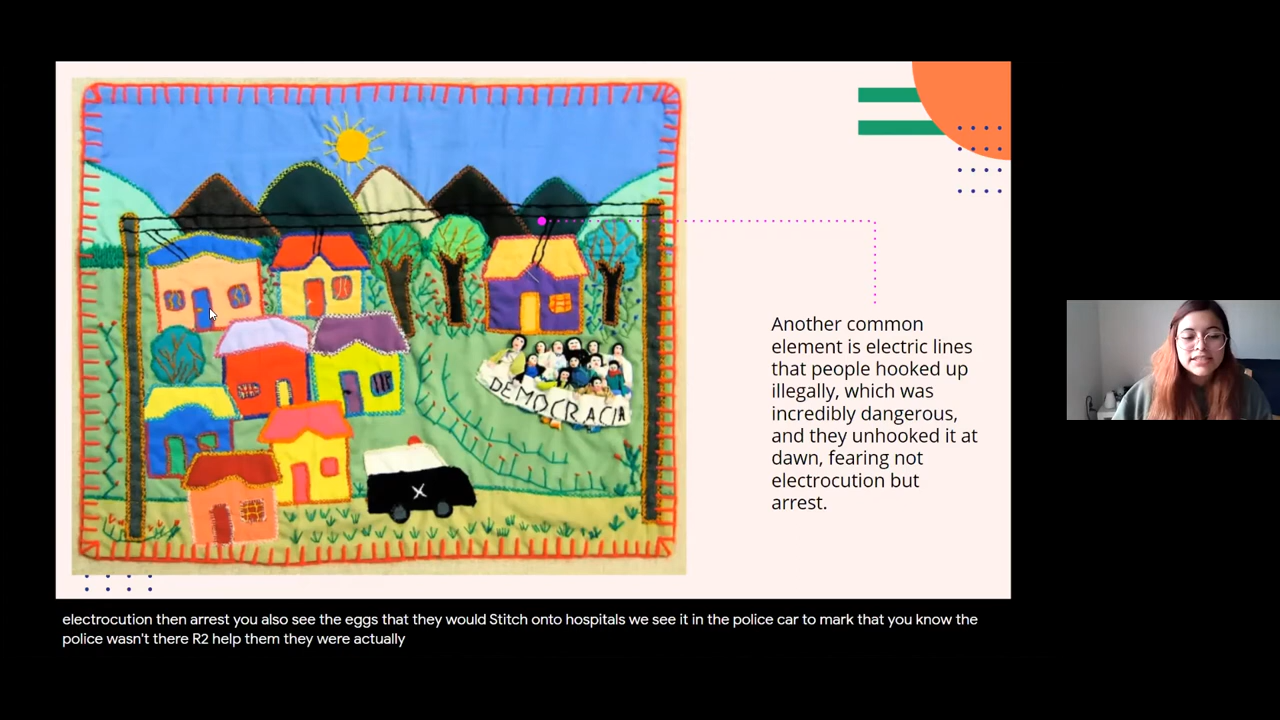 DEMOCRACIA
X
Another common
element is electric lines
that people hooked up
illegally, which was
incredibly dangerous,
and they unhooked it at
dawn, fearing not
electrocution but
arrest.
electrocution then arrest you also see the eggs that they would Stitch onto hospitals we see it in the police car to mark that you know the
police wasn't there R2 help them they were actually